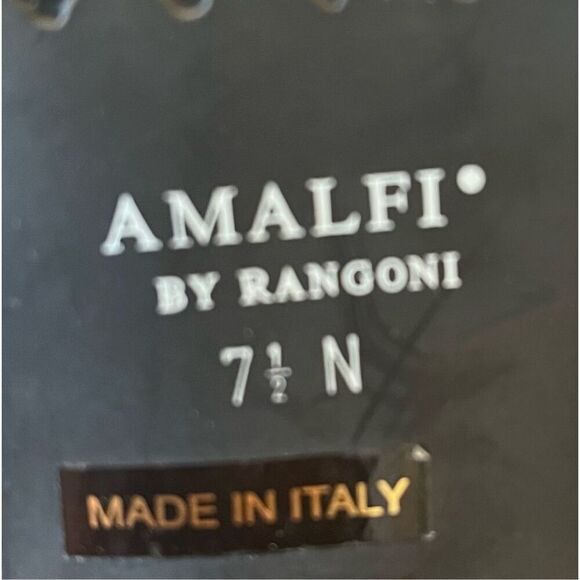 AMALFI
BY RANGONI
7½ N
MADE IN ITALY